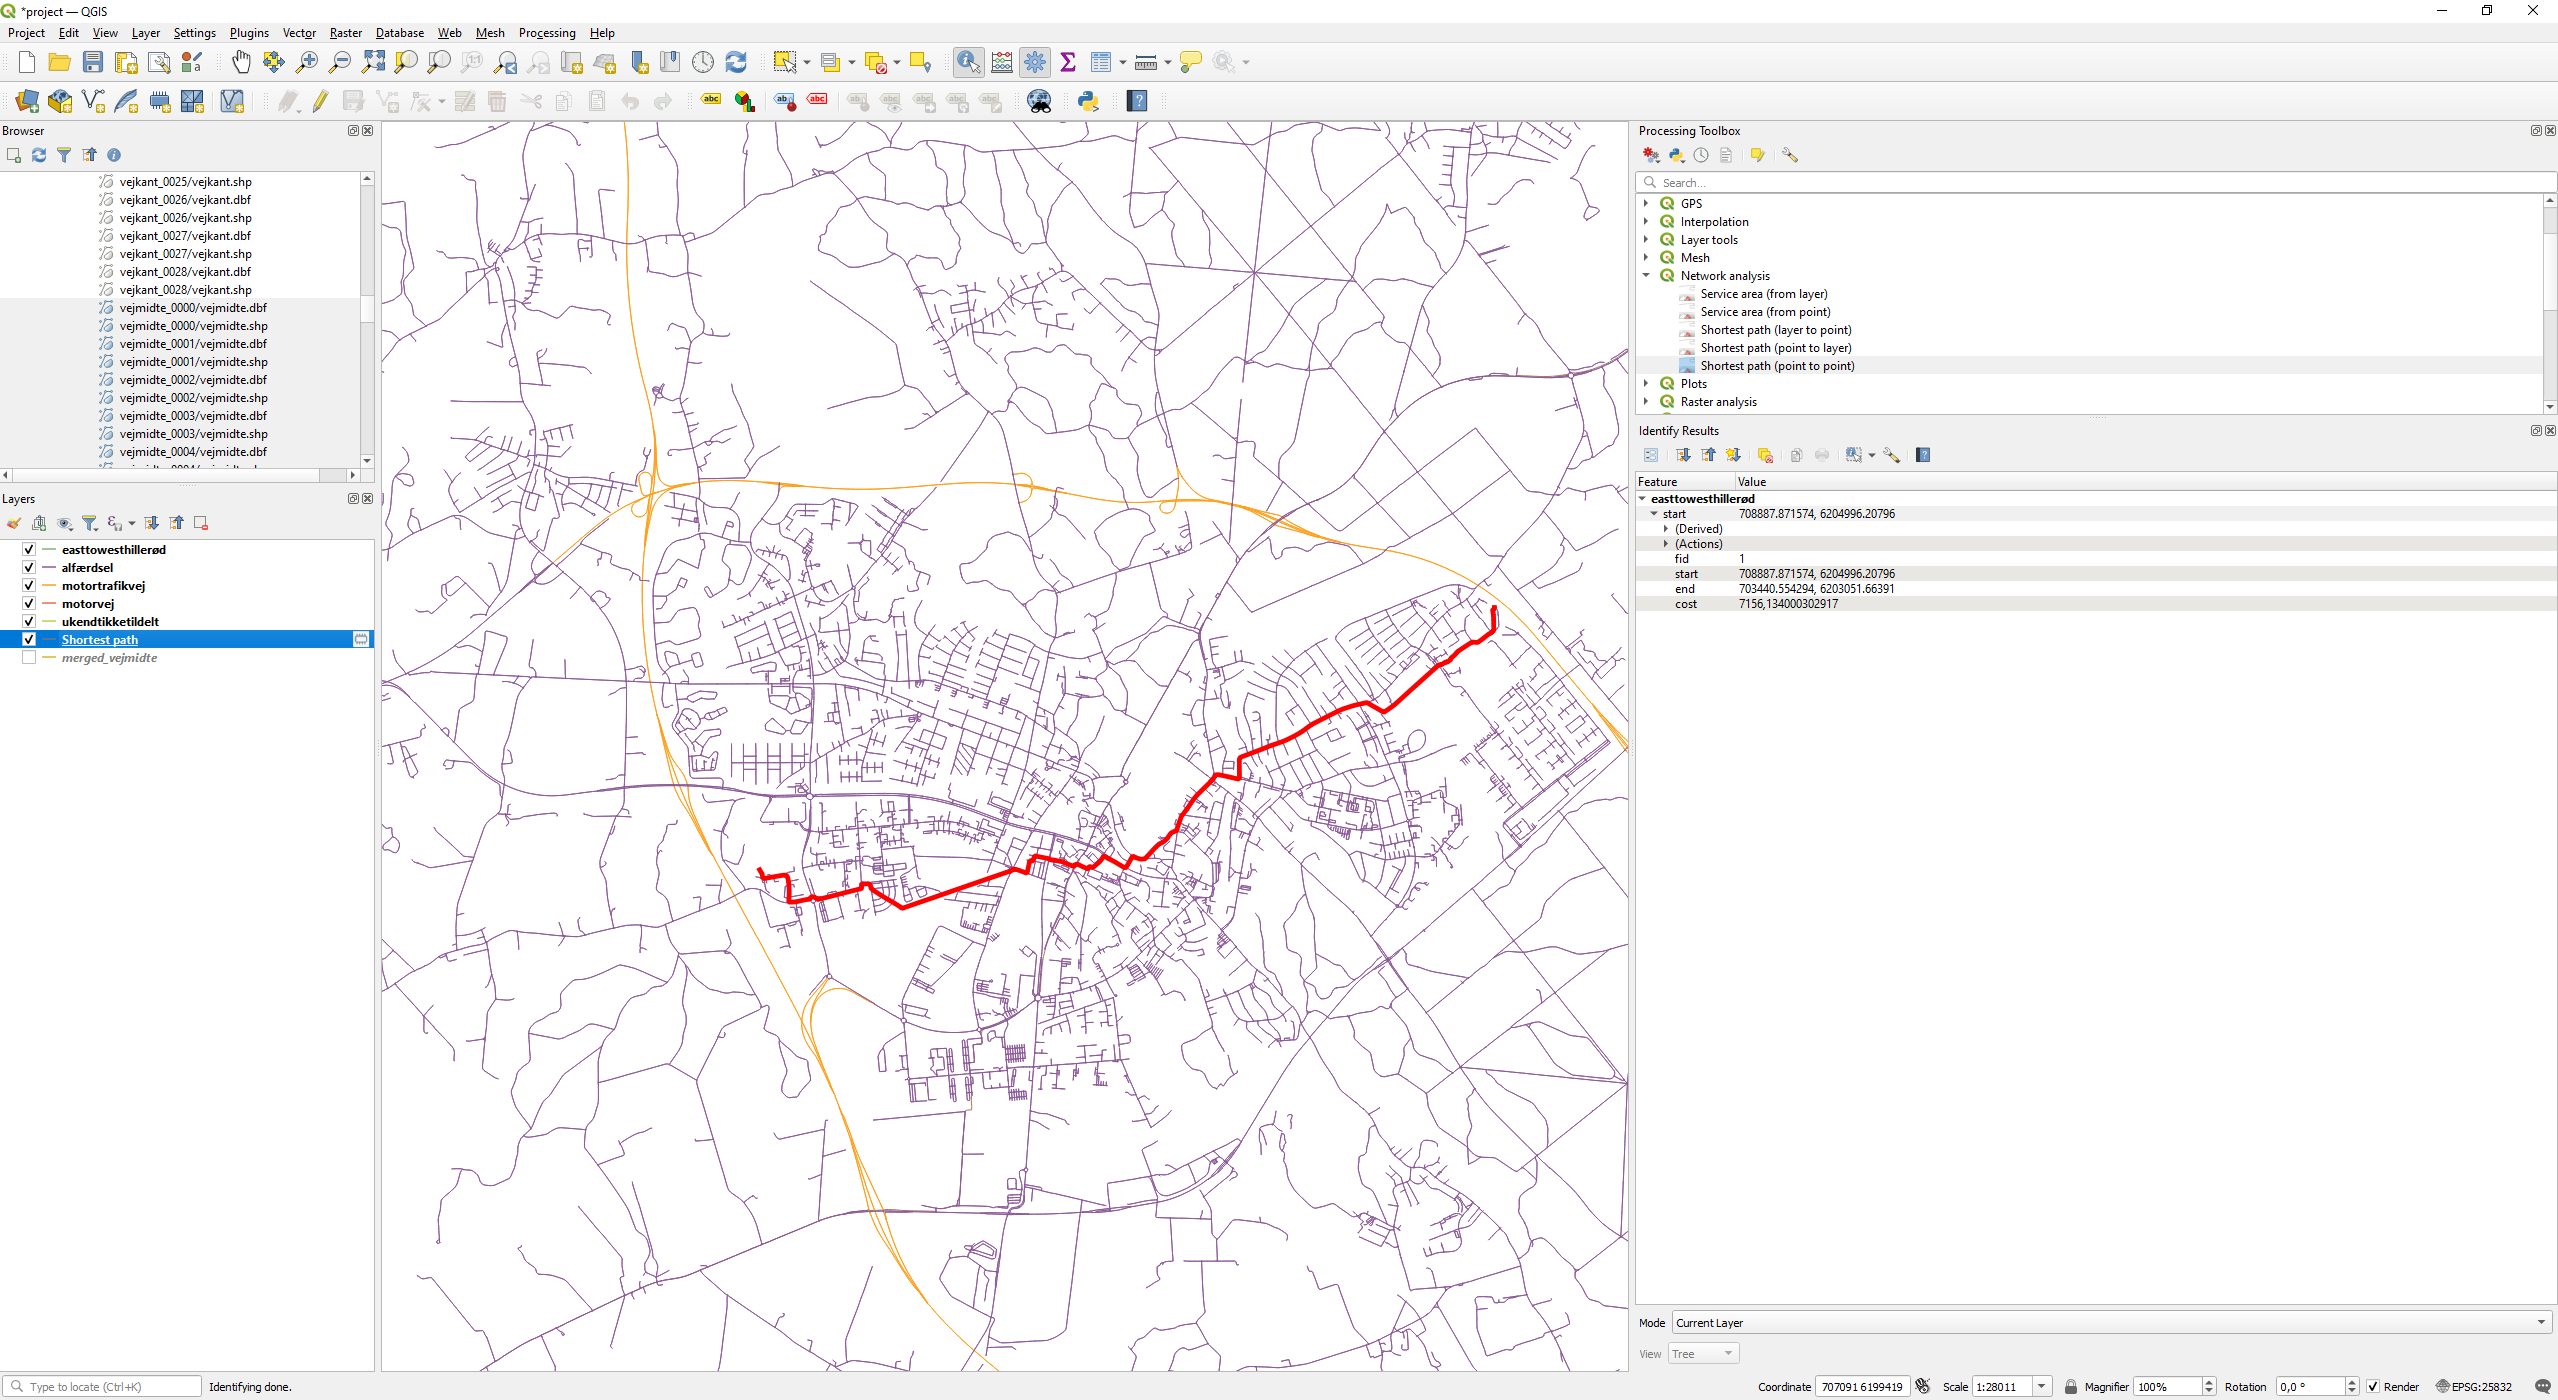 *project — QGIS
Project Edit View Layer Settings Plugins Vector Raster Database Web Mesh Processing Help
Browser
vejkant_0025/vejkant.shp
vejkant_0026/vejkant.dbf
vejkant_0026/vejkant.shp
vejkant_0027/vejkant.dbf
vejkant_0027/vejkant.shp
vejkant_0028/vejkant.dbf
vejkant_0028/vejkant.shp
vejmidte_0000/vejmidte.dbf
vejmidte_0000/vejmidte.shp
vejmidte_0001/vejmidte.dbf
vejmidte_0001/vejmidte.shp
vejmidte_0002/vejmidte.dbf
vejmidte_0002/vejmidte.shp
vejmidte_0003/vejmidte.dbf
vejmidte_0003/vejmidte.shp
vejmidte_0004/vejmidte.dbf
Layers
easttowesthillerød
alfærdsel
motortrafikvej
motorvej
ukendtikketildelt
Shortest path
merged_vejmidte
Processing Toolbox
Search...
GPS
Interpolation
Layer tools
Mesh
Network analysis
Service area (from layer)
Service area (from point)
Shortest path (layer to point)
Shortest path (point to layer)
Shortest path (point to point)
Plots
Raster analysis
Identify Results
Feature Value
easttowesthillerød
start 708887.871574, 6204996.20796
(Derived)
(Actions)
fid 1
start 708887.871574, 6204996.20796
end 703440.554294, 6203051.66391
cost 7156,134000302917
Mode Current Layer
View Tree
Type to locate (Ctrl+K) Identifying done. Coordinate 707091 6199419 Scale 1:28011 Magnifier 100% Rotation 0,0 ° Render EPSG:25832